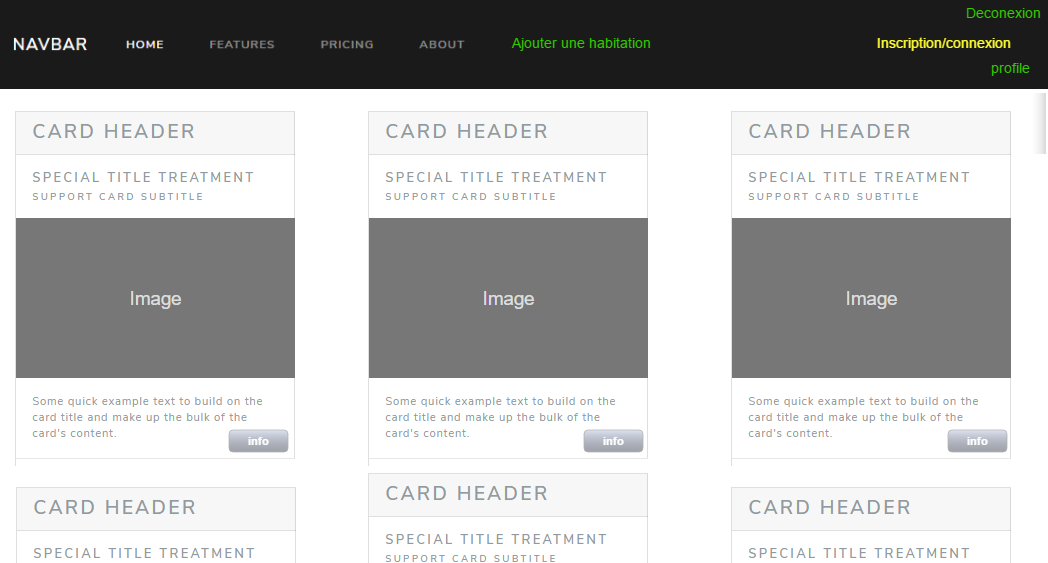 Deconexion
NAVBAR HOME FEATURES PRICING ABOUT Ajouter une habitation Inscription/connexion
profile
CARD HEADER CARD HEADER CARD HEADER
SPECIAL TITLE TREATMENT SPECIAL TITLE TREATMENT SPECIAL TITLE TREATMENT
SUPPORT CARD SUBTITLE SUPPORT CARD SUBTITLE SUPPORT CARD SUBTITLE
Image Image Image
Some quick example text to build on the Some quick example text to build on the Some quick example text to build on the
card title and make up the bulk of the card title and make up the bulk of the card title and make up the bulk of the
card's content. card's content. card's content.
info info info
CARD HEADER CARD HEADER CARD HEADER
SPECIAL TITLE TREATMENT SPECIAL TITLE TREATMENT SPECIAL TITLE TREATMENT
SUPPORT CARD SUBTITLE